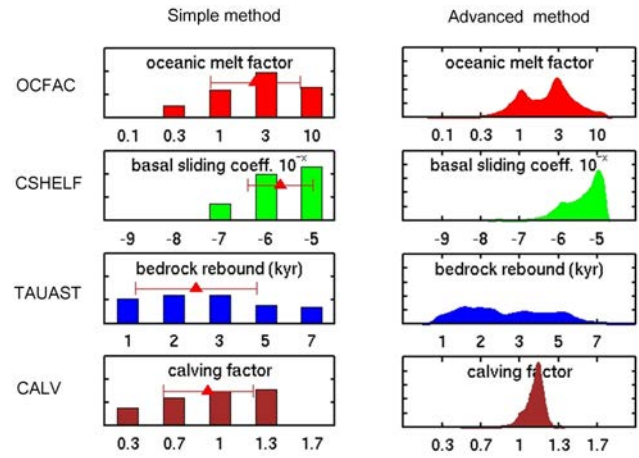 Simple method
Advanced method
OCFAC
oceanic melt factor
0.1 0.3 1 3 10
oceanic melt factor
0.1 0.3 1 3 10
CSHELF
basal sliding coeff. 10⁻ˣ
-9 -8 -7 -6 -5
basal sliding coeff. 10⁻ˣ
-9 -8 -7 -6 -5
TAUAST
bedrock rebound (kyr)
1 2 3 5 7
bedrock rebound (kyr)
1 2 3 5 7
CALV
calving factor
0.3 0.7 1 1.3 1.7
calving factor
0.3 0.7 1 1.3 1.7